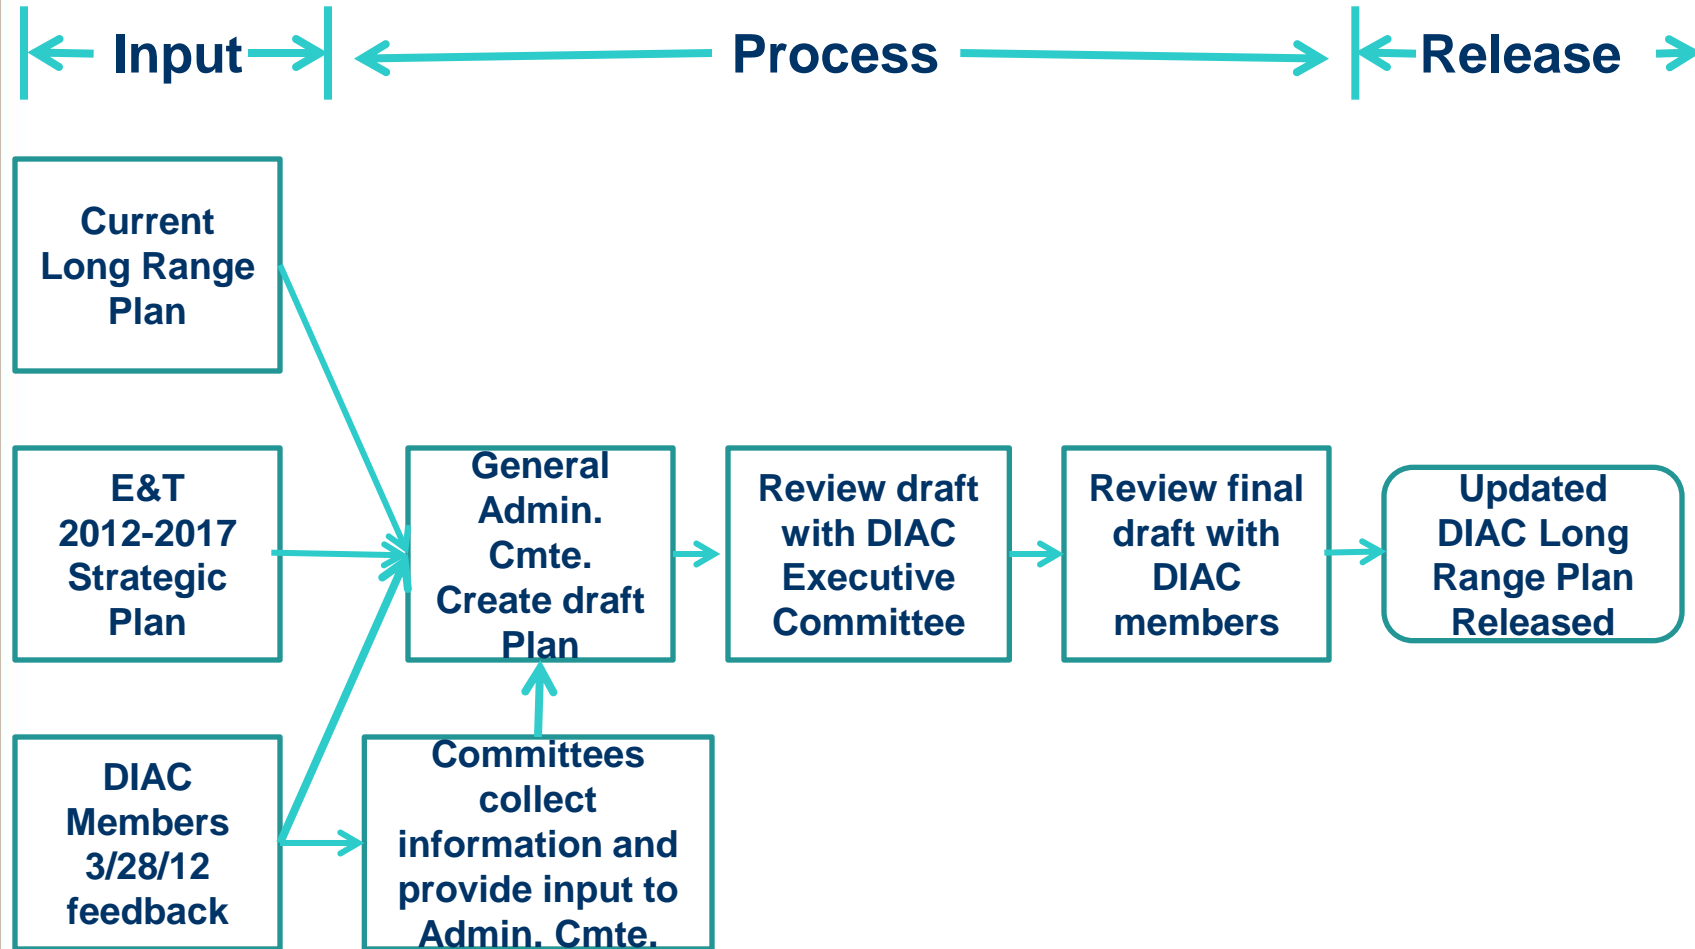 Input
Process
Release
Current
Long Range
Plan
E&T
2012-2017
Strategic
Plan
General
Admin.
Cmte.
Create draft
Plan
Review draft
with DIAC
Executive
Committee
Review final
draft with
DIAC
members
Updated
DIAC Long
Range Plan
Released
DIAC
Members
3/28/12
feedback
Committees
collect
information and
provide input to
Admin. Cmte.